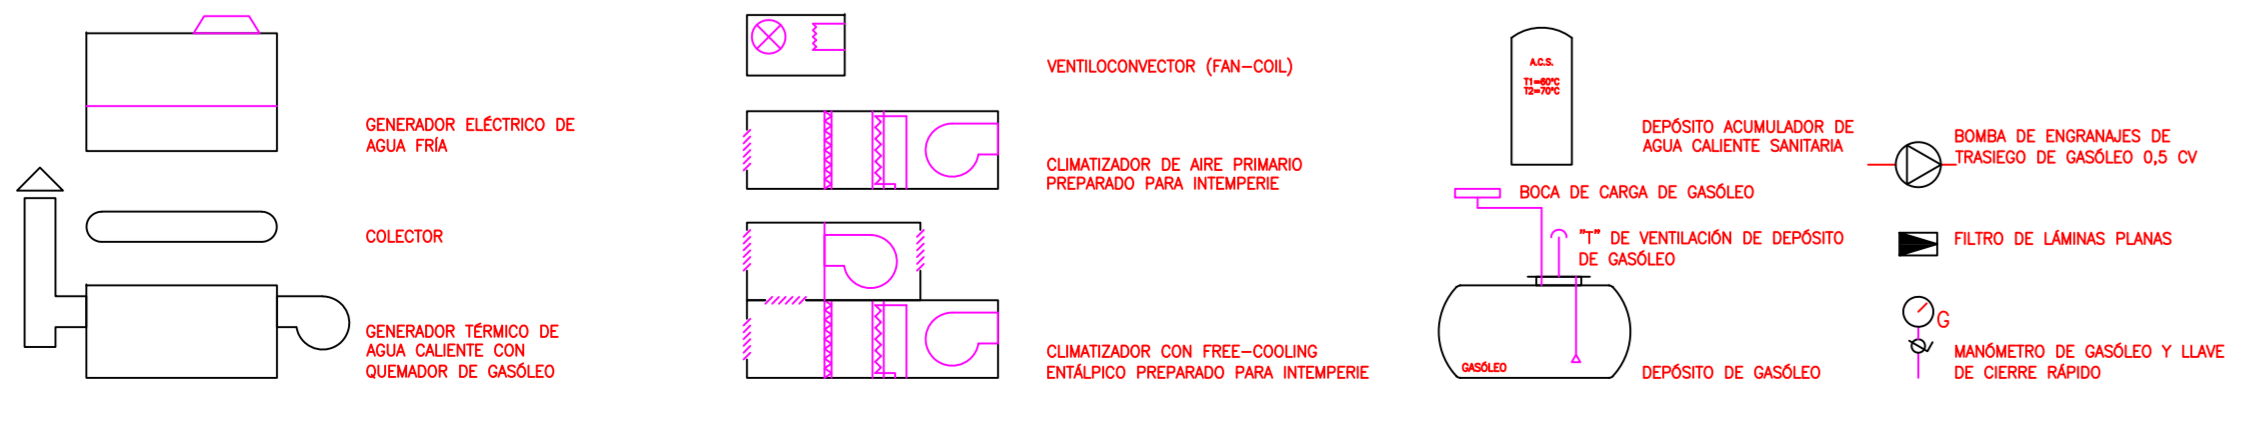 GENERADOR ELÉCTRICO DE
AGUA FRÍA
COLECTOR
GENERADOR TÉRMICO DE
AGUA CALIENTE CON
QUEMADOR DE GASÓLEO
VENTILOCONVECTOR (FAN-COIL)
CLIMATIZADOR DE AIRE PRIMARIO
PREPARADO PARA INTEMPERIE
CLIMATIZADOR CON FREE-COOLING
ENTÁLPICO PREPARADO PARA INTEMPERIE
A.C.S.
T1=60°C
T2=70°C
DEPÓSITO ACUMULADOR DE
AGUA CALIENTE SANITARIA
BOCA DE CARGA DE GASÓLEO
"T" DE VENTILACIÓN DE DEPÓSITO
DE GASÓLEO
GASÓLEO
DEPÓSITO DE GASÓLEO
BOMBA DE ENGRANAJES DE
TRASIEGO DE GASÓLEO 0,5 CV
FILTRO DE LÁMINAS PLANAS
G
MANÓMETRO DE GASÓLEO Y LLAVE
DE CIERRE RÁPIDO